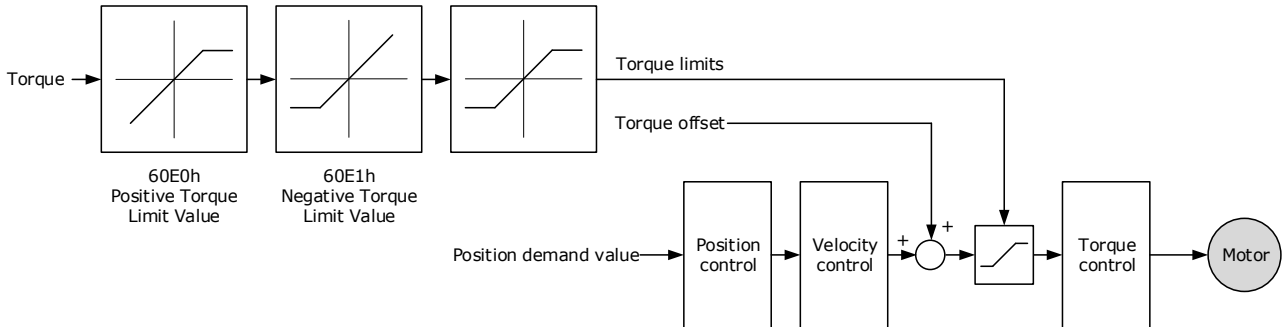 Torque
60E0h
Positive Torque
Limit Value
60E1h
Negative Torque
Limit Value
Torque limits
Torque offset
Position demand value
Position
control
Velocity
control
+
+
Torque
control
Motor